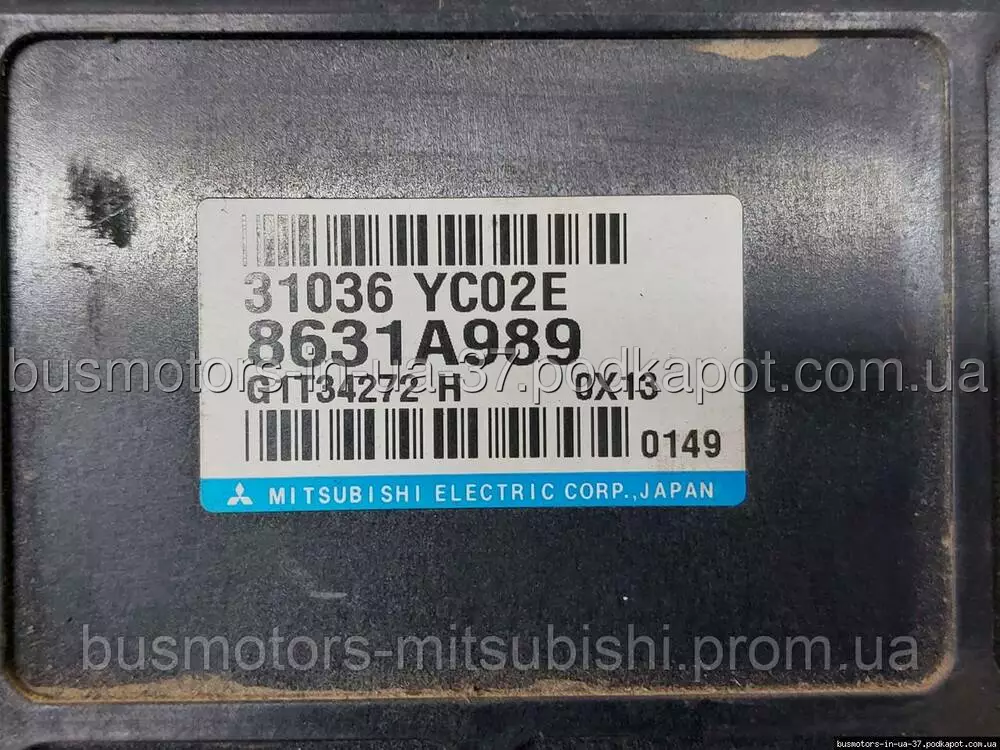 31036 YC02E
8631A989
busmotors-in-ua-37.podkapot.com.ua
G1T34272-H 0X13
0149
MITSUBISHI ELECTRIC CORP.,JAPAN
busmotors-mitsubishi.prom.ua
busmotors-in-ua-37.podkapot.com.ua